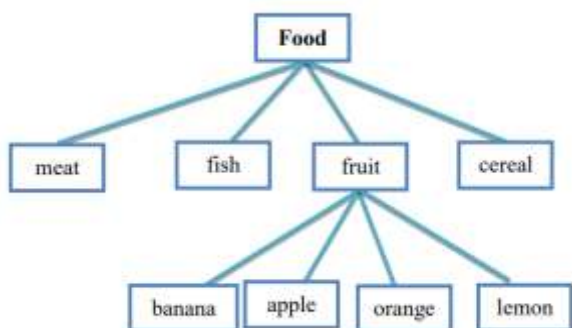 Food
meat
fish
fruit
cereal
banana
apple
orange
lemon